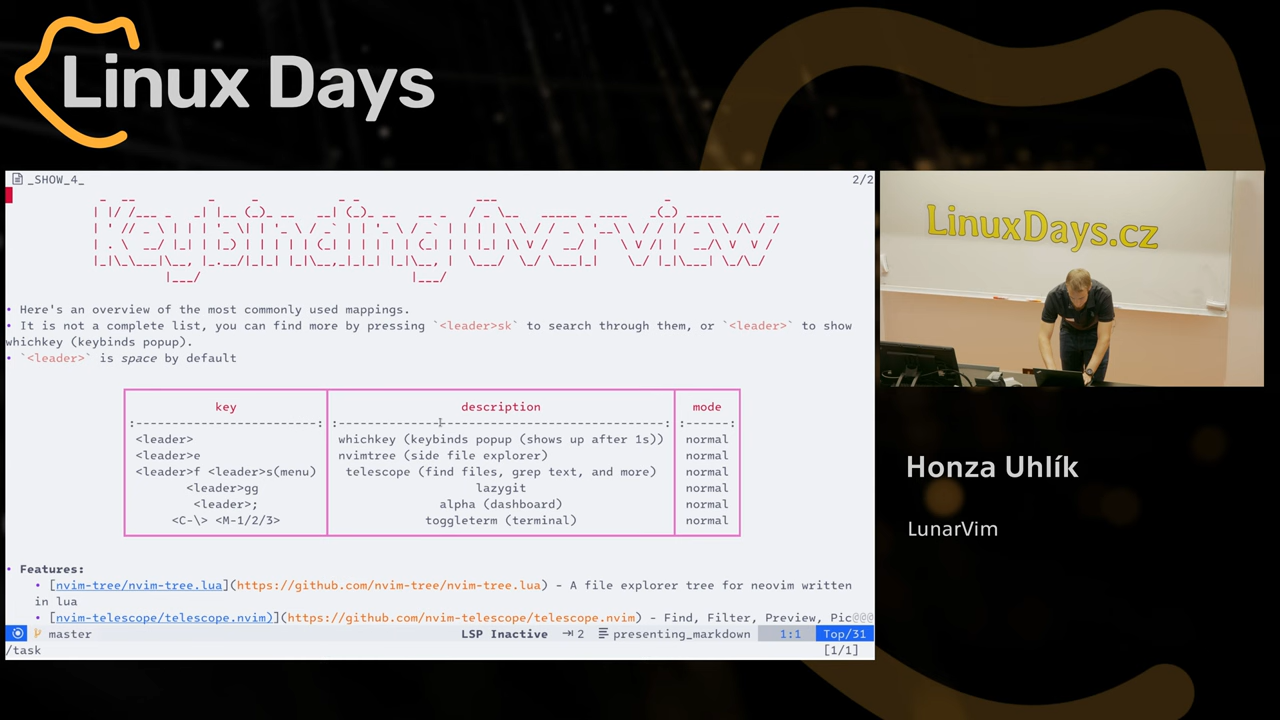 Linux Days
_SHOW_4_ 2/2
Keybinding Overview
• Here's an overview of the most commonly used mappings.
• It is not a complete list, you can find more by pressing `<leader>sk` to search through them, or `<leader>` to show
whichkey (keybinds popup).
• `<leader>` is space by default
key description mode
:-------------------------: :---------------------------------------------: :------:
<leader> whichkey (keybinds popup (shows up after 1s)) normal
<leader>e nvimtree (side file explorer) normal
<leader>f <leader>s(menu) telescope (find files, grep text, and more) normal
<leader>gg lazygit normal
<leader>; alpha (dashboard) normal
<C-\> <M-1/2/3> toggleterm (terminal) normal
• Features:
• [nvim-tree/nvim-tree.lua](https://github.com/nvim-tree/nvim-tree.lua) - A file explorer tree for neovim written
in lua
• [nvim-telescope/telescope.nvim)](https://github.com/nvim-telescope/telescope.nvim) - Find, Filter, Preview, Pic@@@
master LSP Inactive 2 presenting_markdown 1:1 Top/31
/task [1/1]
LinuxDays.cz
Honza Uhlík
LunarVim